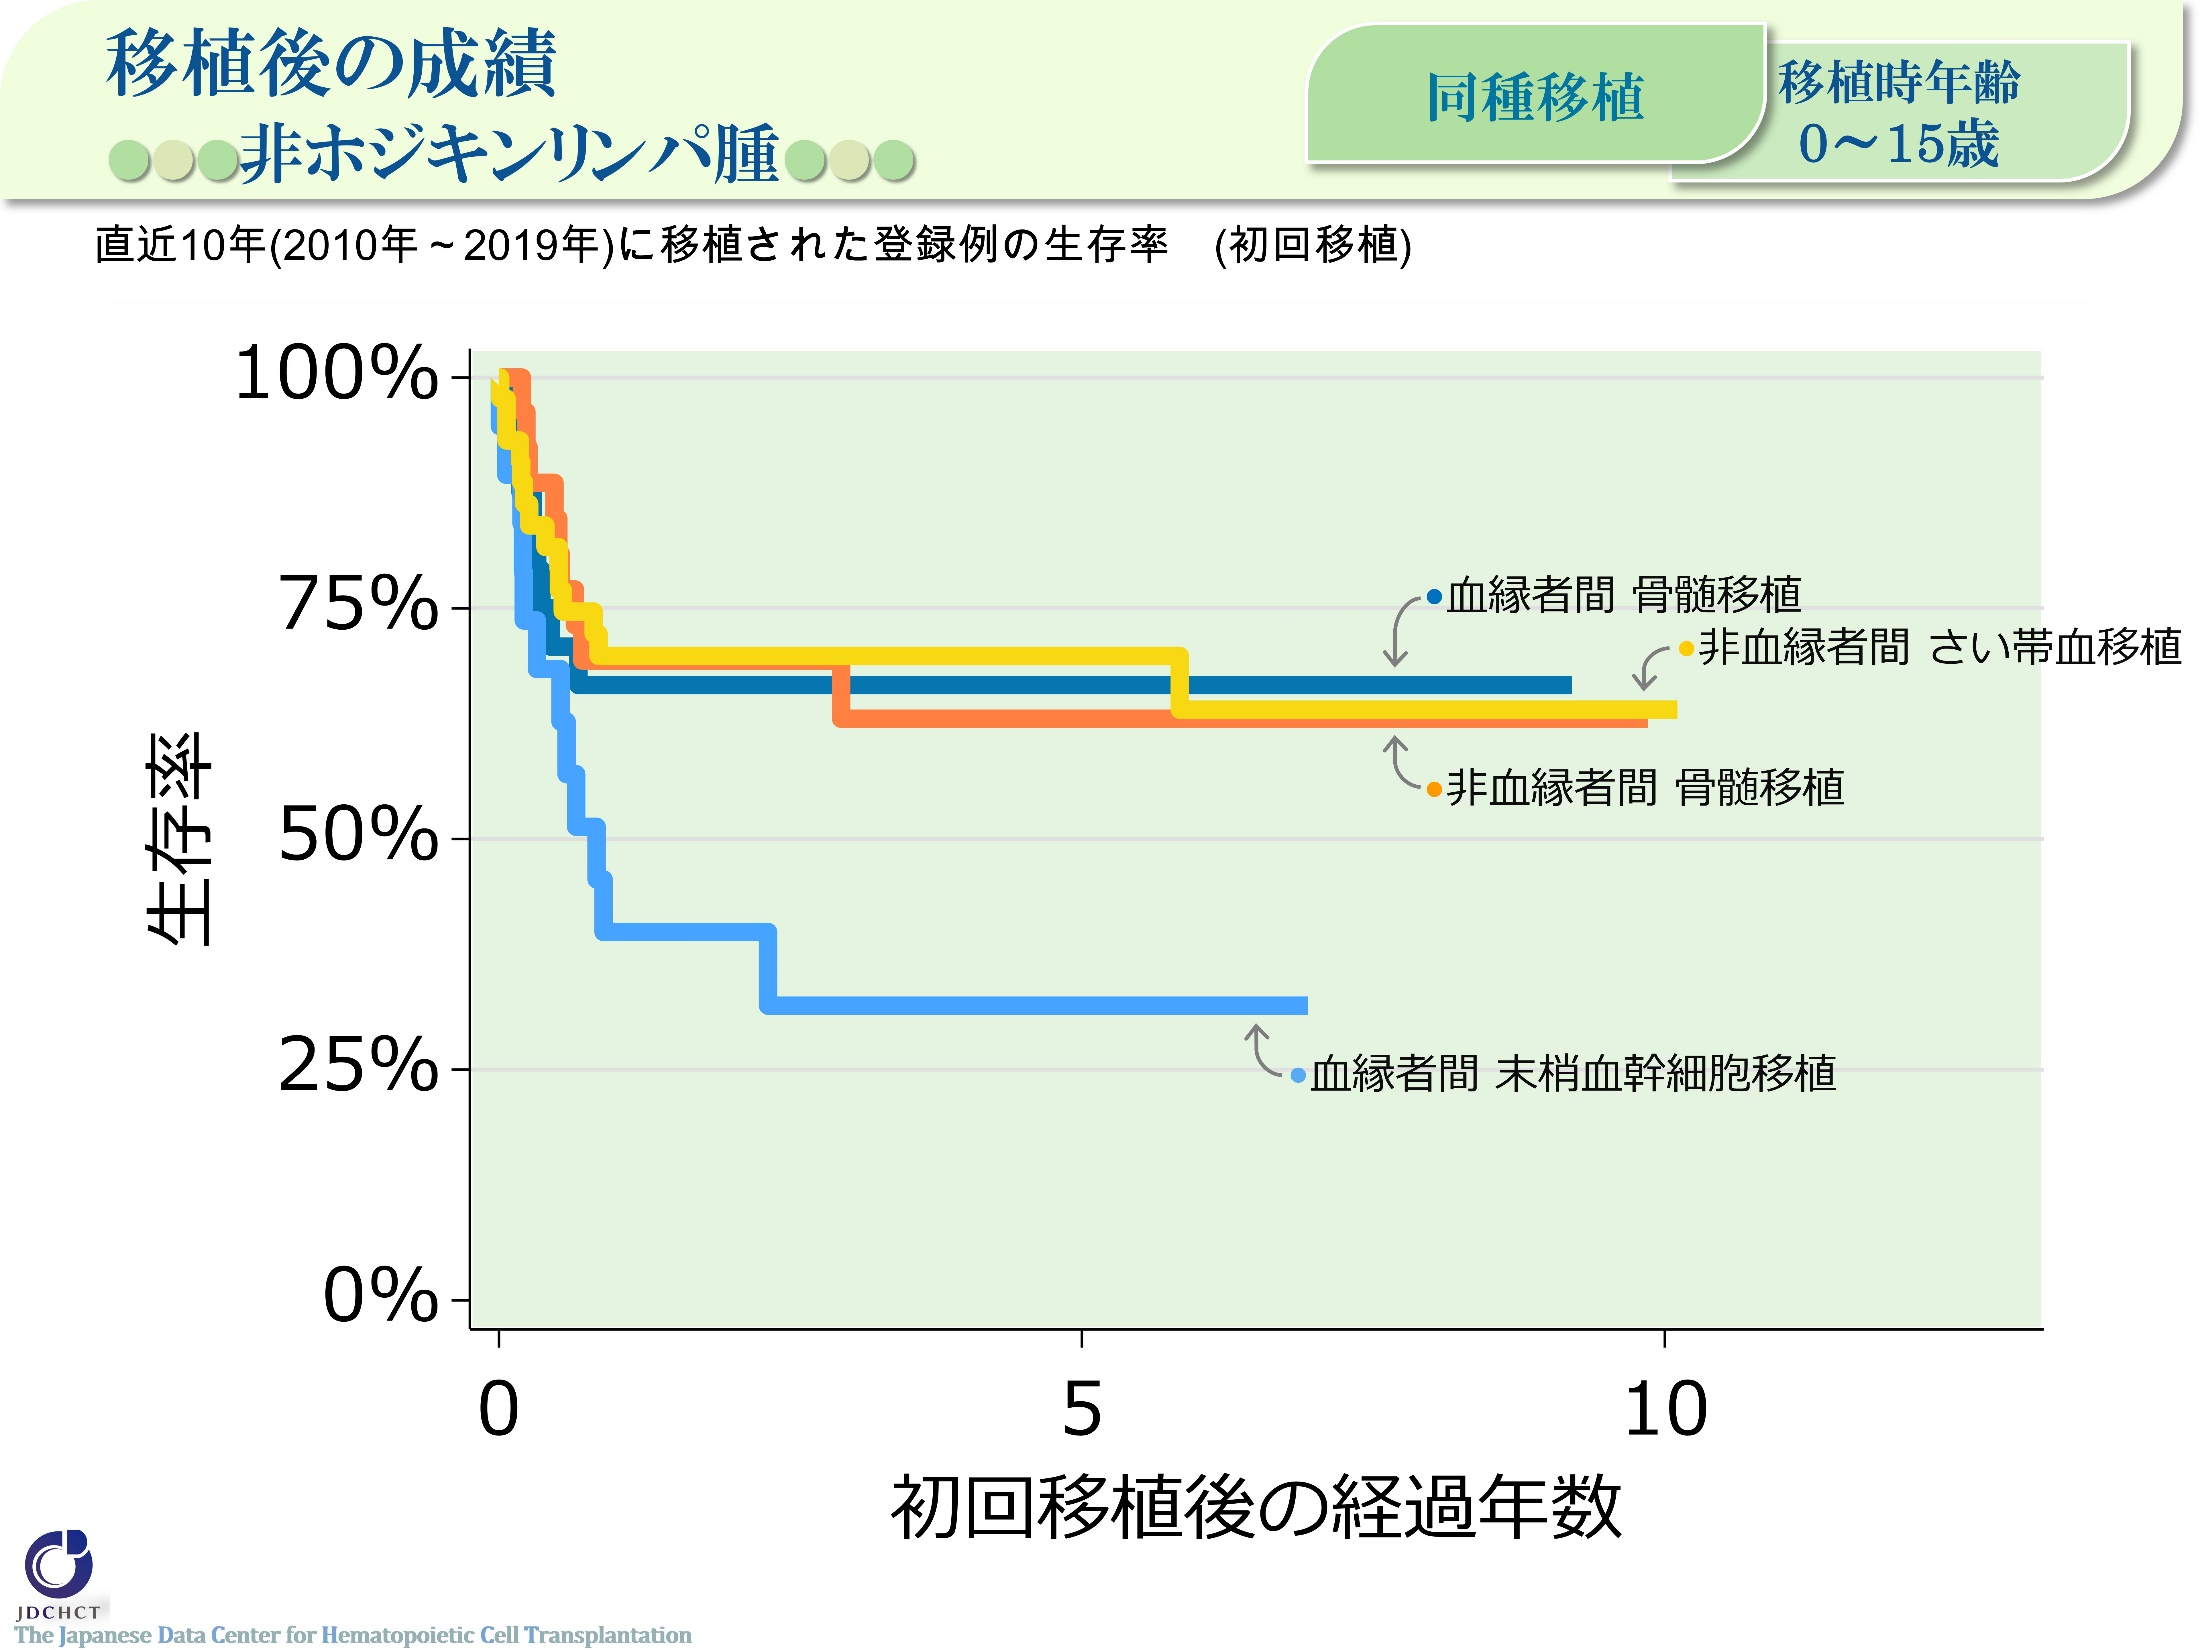 移植後の成績
非ホジキンリンパ腫
同種移植
移植時年齢
0～15歳
直近10年(2010年～2019年)に移植された登録例の生存率　(初回移植)
100%
75%
50%
25%
0%
生存率
血縁者間 骨髄移植
非血縁者間 さい帯血移植
非血縁者間 骨髄移植
血縁者間 末梢血幹細胞移植
0
5
10
初回移植後の経過年数
JDCHCT
The Japanese Data Center for Hematopoietic Cell Transplantation